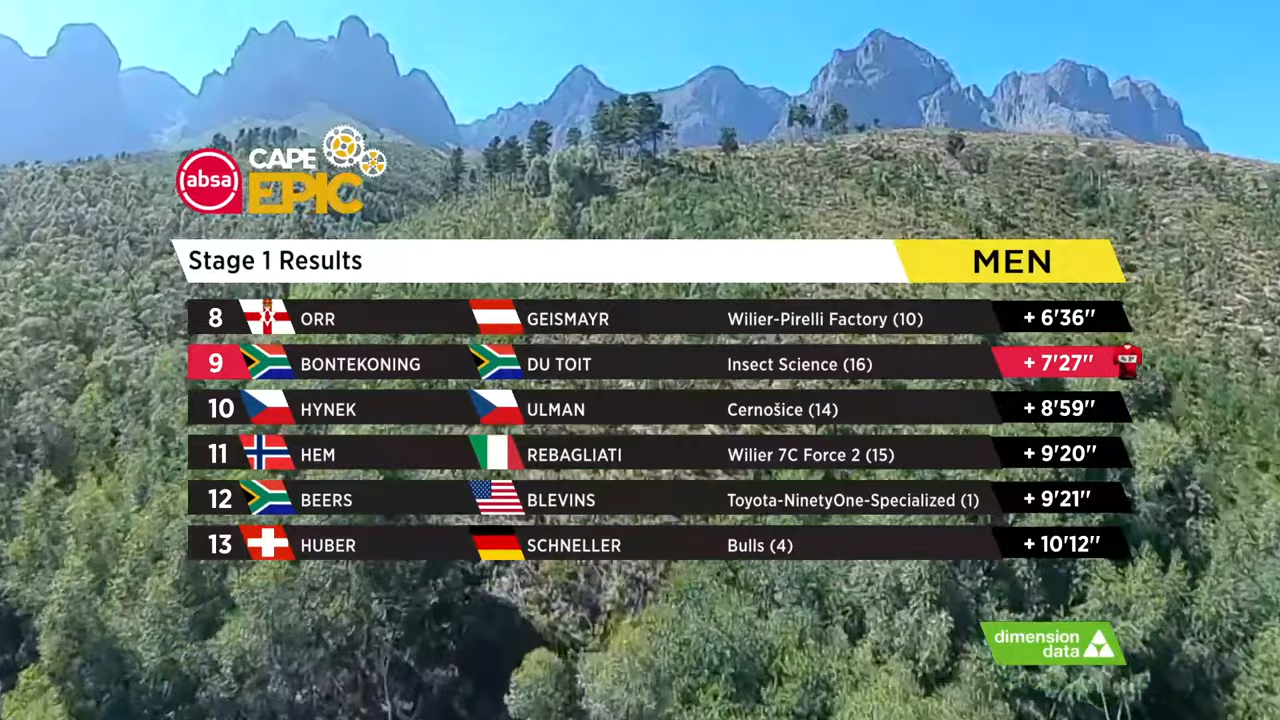 absa
CAPE
EPIC
Stage 1 Results MEN
8 ORR GEISMAYR Wilier-Pirelli Factory (10) + 6'36''
9 BONTEKONING DU TOIT Insect Science (16) + 7'27''
10 HYNEK ULMAN Cernošice (14) + 8'59''
11 HEM REBAGLIATI Wilier 7C Force 2 (15) + 9'20''
12 BEERS BLEVINS Toyota-NinetyOne-Specialized (1) + 9'21''
13 HUBER SCHNELLER Bulls (4) + 10'12''
dimension
data